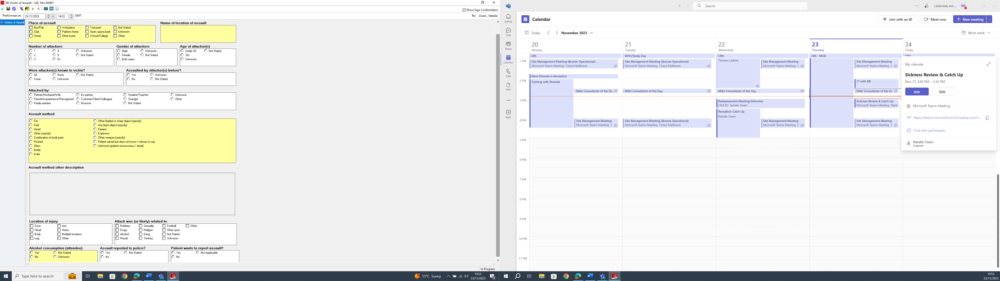 ED Victim of Assault - LEE, Mrs MARY
Show Sign Confirmation
*Performed on: 23/11/2023 14:53 GMT
By: Owen , Natalie
Victims of Assault
Place of assault
Bar/Pub Workplace Transport Not Stated
Club Patients home Open space/park Unknown
Street Other home School/College Other:
Name of location of assault
Number of attackers
1 4 Unknown
2 5 Not Stated
3 5+
Gender of attackers
Male Unknown
Female Not Stated
Both sexes
Age of attacker(s)
Under 20 Not Stated
20+
Unknown
Were attacker(s) known to victim?
All None Not Stated
Some Unknown
Assaulted by attacker(s) before?
Yes Unknown
No Not Stated
Attacked by:
Partner/Husband/Wife Ex partner Student/Teacher Unknown
Friend/Acquaintance/Recognised Customer/Client/Colleague Stranger Other:
Family member Bouncer Not Stated
Assault method
Fist Other bladed or sharp object (specify)
Feet Any blunt object (specify)
Head Firearm
Other (specify) Explosive
Combination of body parts Other weapon (specify)
Pushed Patient asked but does not know / refuses to say
Glass Unknown (patient unconscious / dead)
Bottle
Knife
Assault method other description
Location of injury
Face Arm
Head Hand
Body Multiple locations
Leg Other:
Attack was (or likely) related to:
Robbery Sexuality Football Other:
Drugs Religion Other sport
Alcohol Gang Not Stated
Racial Territory Unknown
Alcohol consumption (attendee)
Yes Not Stated
No Unknown
Assault reported to police?
Yes Not Stated
No
Patient wants to report assault?
Yes Not Applicable
No
In Progress
Type here to search
11°C Sunny
14:53
23/11/2023
12
Search
Calderdale and ...
NO
Activity
Chat
Teams
Calendar
Calls
Files
Apps
Calendar
Join with an ID
Meet now
New meeting
Today
November 2023
Work week
20
Monday
21
Tuesday
22
Wednesday
23
Thursday
24
Friday
HRI
WFH/Study Day
CRH
HRI - MOD
CRH
1 PM
2 PM
3 PM
4 PM
5 PM
6 PM
7 PM
8 PM
9 PM
10 PM
11 PM
Site Management Meeting (Bronze Operational)
Microsoft Teams Meeting Cheryl Mallinson
Meet Rhonda in Reception
Training with Rhonda
MAU Consultants of the Da
Site Management Meeting
Microsoft Teams Meeting C
Site Management Meeting (Bronze Operational)
Microsoft Teams Meeting Cheryl Mallinson
MAU Consultants of the Day
Site Management Meeting (Bronze Operational)
Microsoft Teams Meeting Cheryl Mallinson
Thomas Ladlow
Site Management Meeting
Microsoft Teams Meeting C
MAU Consultants of the Day
Redeployment Meeting/Interview
CRH ED Natalie Owen
Reception Catch Up
Natalie Owen
Site Management Meeting
Microsoft Teams Meeting C
Site Management Meeting
Microsoft Teams Meeting C
1:1 with NK
MAU Consultants of the Da
Sickness Review & Catch Up
Microsoft Teams Meeting Natal
Site Management Meeting
Microsoft Teams Meeting C
My calendar
Sickness Review & Catch Up
Nov 23 3:00 PM – 3:30 PM
Join
Edit
Microsoft Teams Meeting
https://teams.microsoft.com/l/meetup-join/1...
Chat with participants
Natalie Owen
Organizer
14:53
23/11/2023